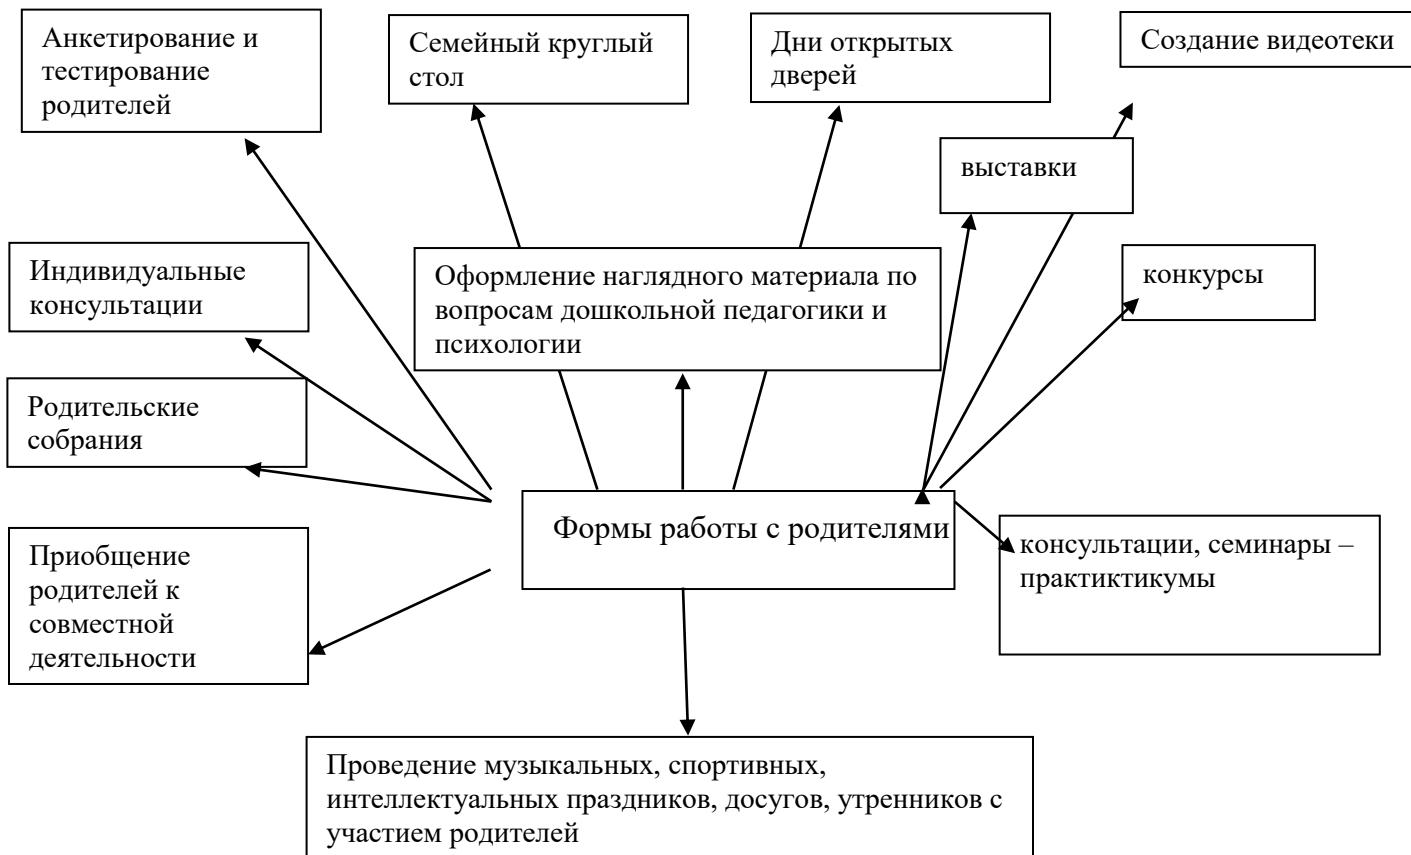 Анкетирование и
тестирование
родителей
Семейный круглый
стол
Дни открытых
дверей
Создание видеотеки
выставки
Индивидуальные
консультации
Оформление наглядного материала по
вопросам дошкольной педагогики и
психологии
конкурсы
Родительские
собрания
Формы работы с родителями
консультации, семинары –
практиктикумы
Приобщение
родителей к
совместной
деятельности
Проведение музыкальных, спортивных,
интеллектуальных праздников, досугов, утренников с
участием родителей